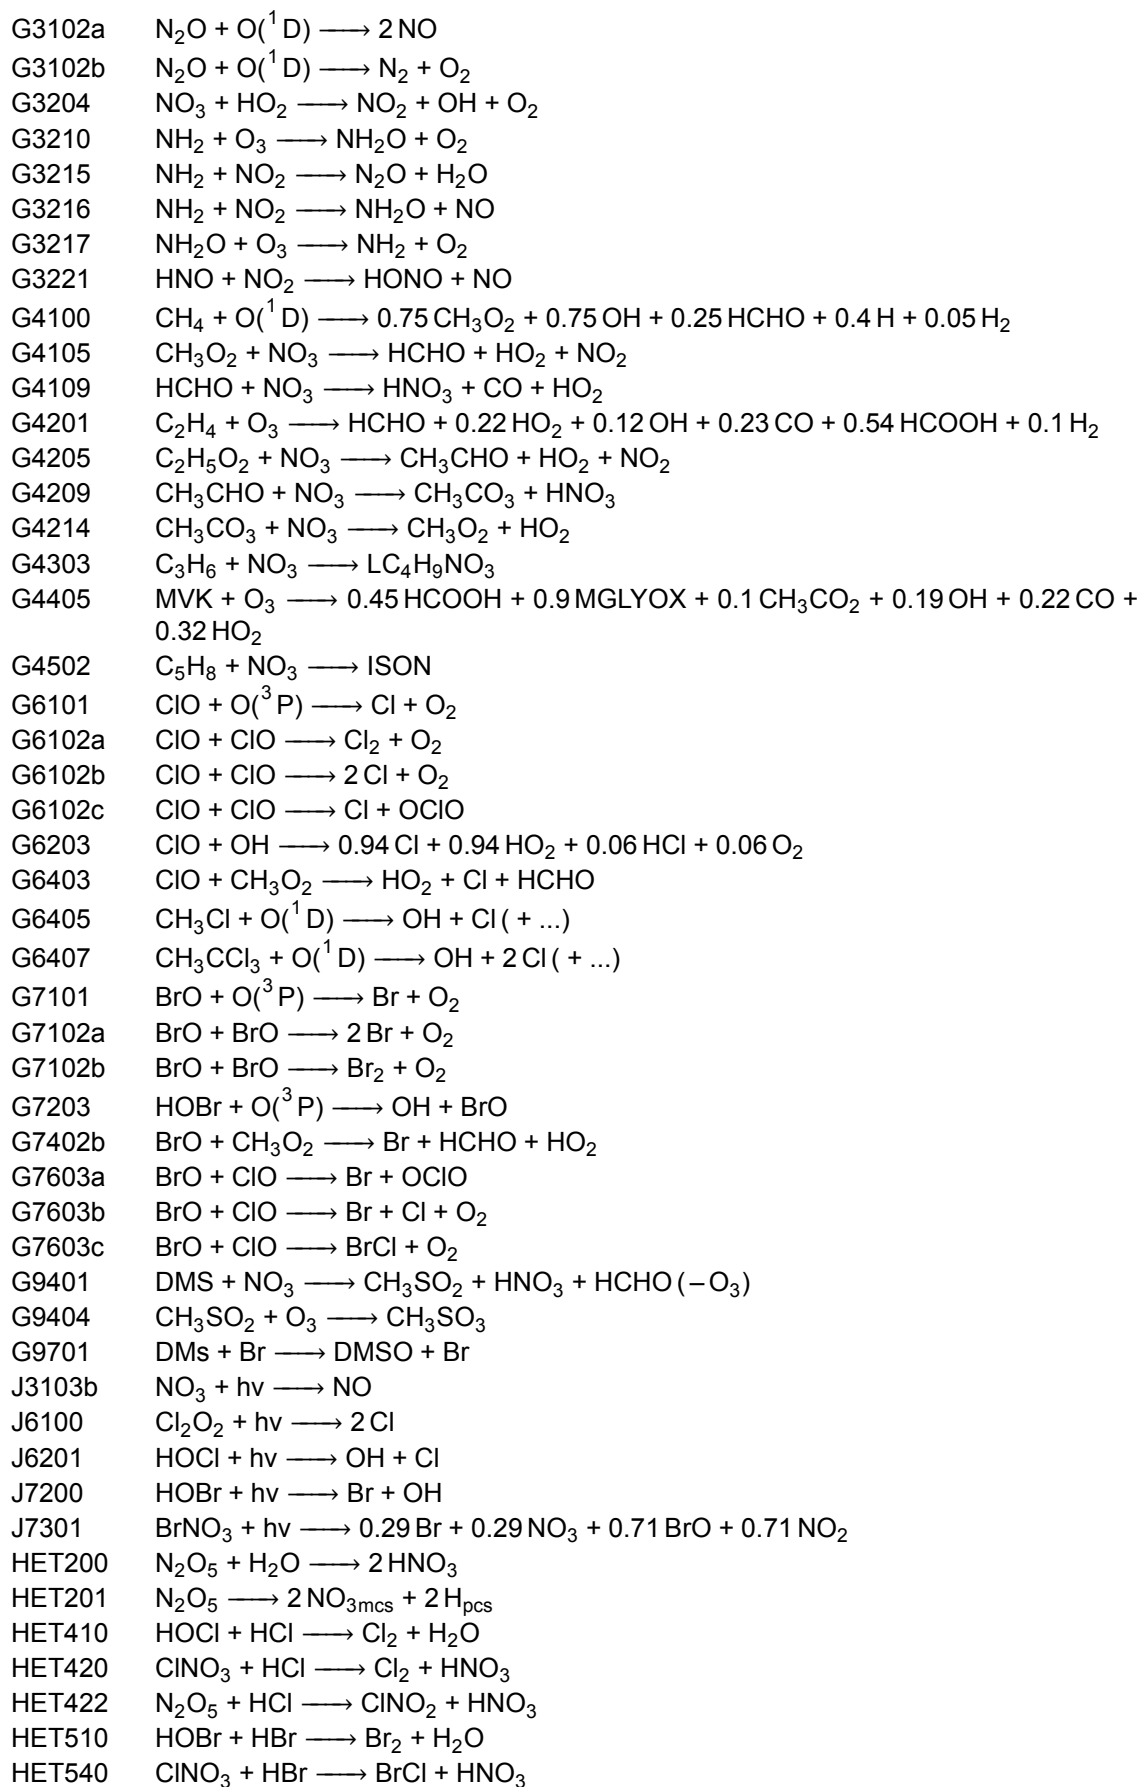 G3102a N₂O + O(¹D) ⟶ 2 NO
G3102b N₂O + O(¹D) ⟶ N₂ + O₂
G3204 NO₃ + HO₂ ⟶ NO₂ + OH + O₂
G3210 NH₂ + O₃ ⟶ NH₂O + O₂
G3215 NH₂ + NO₂ ⟶ N₂O + H₂O
G3216 NH₂ + NO₂ ⟶ NH₂O + NO
G3217 NH₂O + O₃ ⟶ NH₂ + O₂
G3221 HNO + NO₂ ⟶ HONO + NO
G4100 CH₄ + O(¹D) ⟶ 0.75 CH₃O₂ + 0.75 OH + 0.25 HCHO + 0.4 H + 0.05 H₂
G4105 CH₃O₂ + NO₃ ⟶ HCHO + HO₂ + NO₂
G4109 HCHO + NO₃ ⟶ HNO₃ + CO + HO₂
G4201 C₂H₄ + O₃ ⟶ HCHO + 0.22 HO₂ + 0.12 OH + 0.23 CO + 0.54 HCOOH + 0.1 H₂
G4205 C₂H₅O₂ + NO₃ ⟶ CH₃CHO + HO₂ + NO₂
G4209 CH₃CHO + NO₃ ⟶ CH₃CO₃ + HNO₃
G4214 CH₃CO₃ + NO₃ ⟶ CH₃O₂ + HO₂
G4303 C₃H₆ + NO₃ ⟶ LC₄H₉NO₃
G4405 MVK + O₃ ⟶ 0.45 HCOOH + 0.9 MGLYOX + 0.1 CH₃CO₂ + 0.19 OH + 0.22 CO +
0.32 HO₂
G4502 C₅H₈ + NO₃ ⟶ ISON
G6101 ClO + O(³P) ⟶ Cl + O₂
G6102a ClO + ClO ⟶ Cl₂ + O₂
G6102b ClO + ClO ⟶ 2 Cl + O₂
G6102c ClO + ClO ⟶ Cl + OClO
G6203 ClO + OH ⟶ 0.94 Cl + 0.94 HO₂ + 0.06 HCl + 0.06 O₂
G6403 ClO + CH₃O₂ ⟶ HO₂ + Cl + HCHO
G6405 CH₃Cl + O(¹D) ⟶ OH + Cl ( + ...)
G6407 CH₃CCl₃ + O(¹D) ⟶ OH + 2 Cl ( + ...)
G7101 BrO + O(³P) ⟶ Br + O₂
G7102a BrO + BrO ⟶ 2 Br + O₂
G7102b BrO + BrO ⟶ Br₂ + O₂
G7203 HOBr + O(³P) ⟶ OH + BrO
G7402b BrO + CH₃O₂ ⟶ Br + HCHO + HO₂
G7603a BrO + ClO ⟶ Br + OClO
G7603b BrO + ClO ⟶ Br + Cl + O₂
G7603c BrO + ClO ⟶ BrCl + O₂
G9401 DMS + NO₃ ⟶ CH₃SO₂ + HNO₃ + HCHO (−O₃)
G9404 CH₃SO₂ + O₃ ⟶ CH₃SO₃
G9701 DMs + Br ⟶ DMSO + Br
J3103b NO₃ + hv ⟶ NO
J6100 Cl₂O₂ + hv ⟶ 2 Cl
J6201 HOCl + hv ⟶ OH + Cl
J7200 HOBr + hv ⟶ Br + OH
J7301 BrNO₃ + hv ⟶ 0.29 Br + 0.29 NO₃ + 0.71 BrO + 0.71 NO₂
HET200 N₂O₅ + H₂O ⟶ 2 HNO₃
HET201 N₂O₅ ⟶ 2 NO₃mcs + 2 Hpcs
HET410 HOCl + HCl ⟶ Cl₂ + H₂O
HET420 ClNO₃ + HCl ⟶ Cl₂ + HNO₃
HET422 N₂O₅ + HCl ⟶ ClNO₂ + HNO₃
HET510 HOBr + HBr ⟶ Br₂ + H₂O
HET540 ClNO₃ + HBr ⟶ BrCl + HNO₃